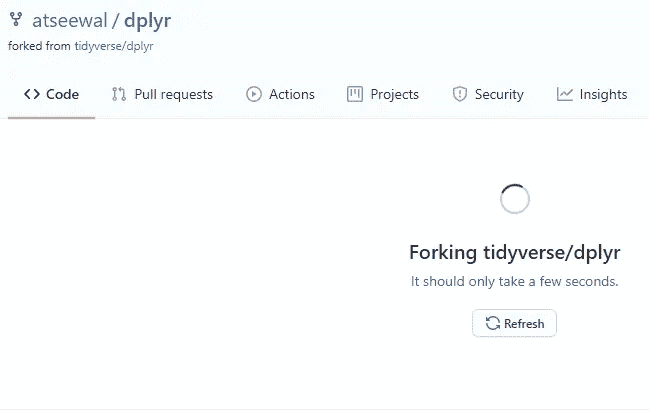 atseewal / dplyr
forked from tidyverse/dplyr
Code Pull requests Actions Projects Security Insights
Forking tidyverse/dplyr
It should only take a few seconds.
Refresh